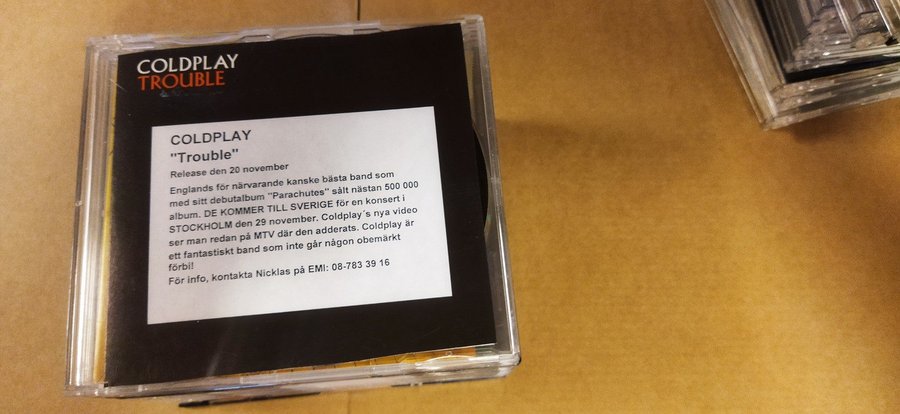 COLDPLAY
TROUBLE
COLDPLAY
"Trouble"
Release den 20 november
Englands för närvarande kanske bästa band som
med sitt debutalbum "Parachutes" sålt nästan 500 000
album. DE KOMMER TILL SVERIGE för en konsert i
STOCKHOLM den 29 november. Coldplay´s nya video
ser man redan på MTV där den adderats. Coldplay är
ett fantastiskt band som inte går någon obemärkt
förbi!
För info, kontakta Nicklas på EMI: 08-783 39 16